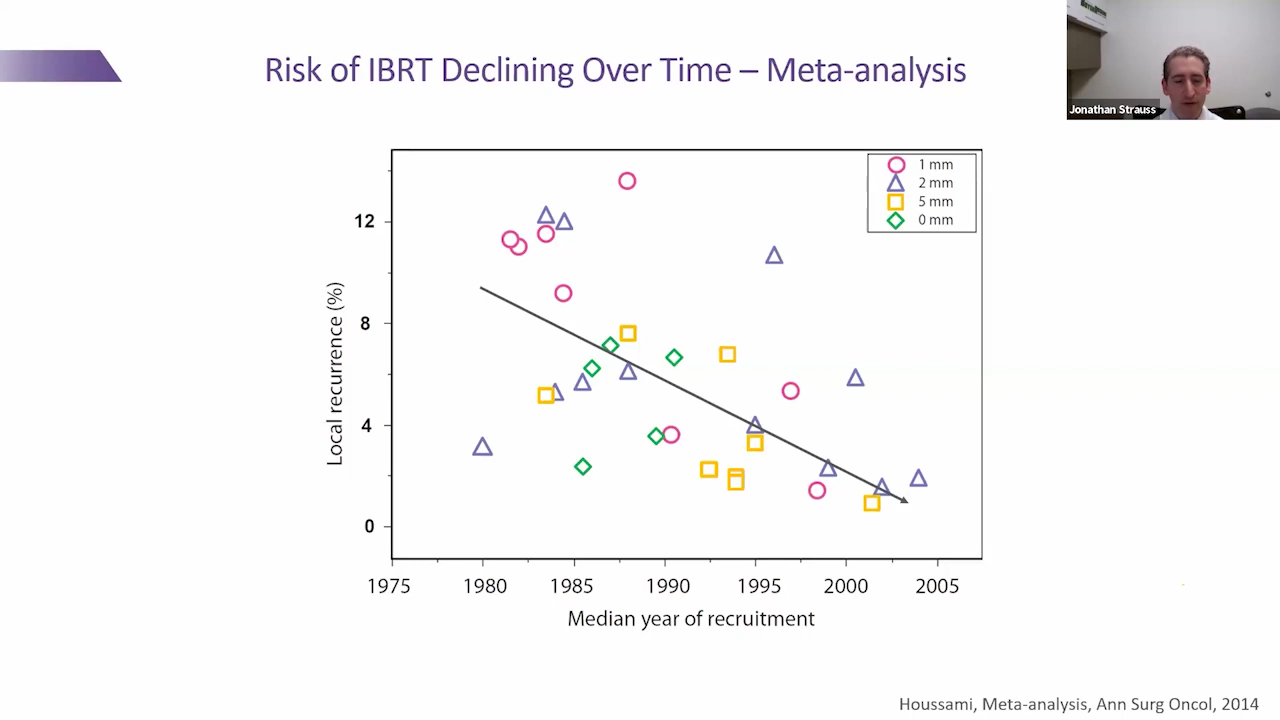 Risk of IBRT Declining Over Time – Meta-analysis
Jonathan Strauss
1 mm
2 mm
5 mm
0 mm
Local recurrence (%)
12
8
4
0
1975 1980 1985 1990 1995 2000 2005
Median year of recruitment
Houssami, Meta-analysis, Ann Surg Oncol, 2014